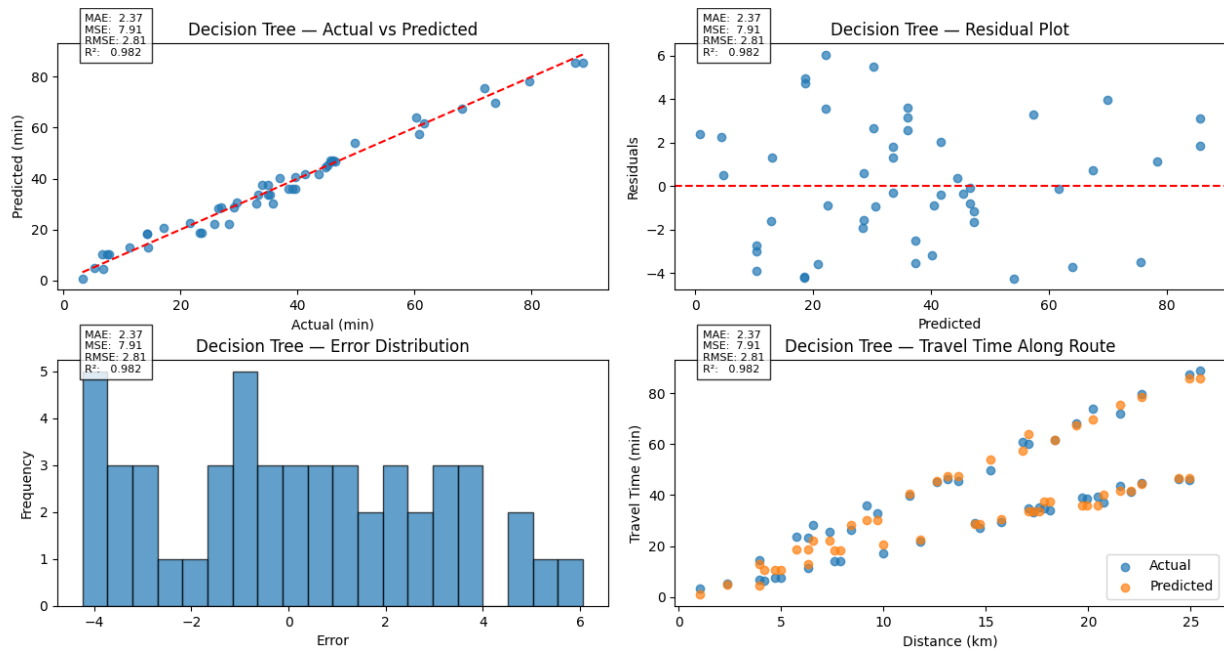 Decision Tree — Actual vs Predicted
MAE: 2.37
MSE: 7.91
RMSE: 2.81
R²: 0.982
Predicted (min)
80
60
40
20
0
0 20 40 60 80
Actual (min)
Decision Tree — Residual Plot
MAE: 2.37
MSE: 7.91
RMSE: 2.81
R²: 0.982
Residuals
6
4
2
0
−2
−4
0 20 40 60 80
Predicted
Decision Tree — Error Distribution
MAE: 2.37
MSE: 7.91
RMSE: 2.81
R²: 0.982
Frequency
5
4
3
2
1
0
−4 −2 0 2 4 6
Error
Decision Tree — Travel Time Along Route
MAE: 2.37
MSE: 7.91
RMSE: 2.81
R²: 0.982
Travel Time (min)
80
60
40
20
0
Actual
Predicted
0 5 10 15 20 25
Distance (km)